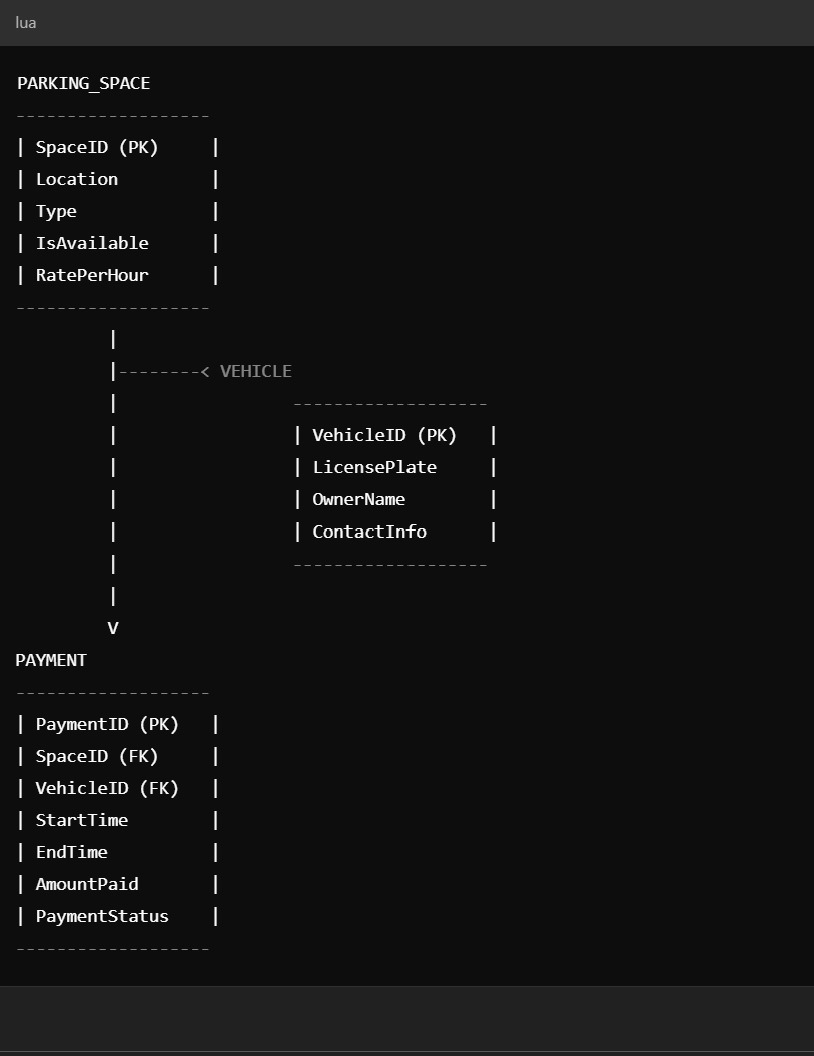 lua
PARKING_SPACE
-------------------
| SpaceID (PK)     |
| Location         |
| Type             |
| IsAvailable      |
| RatePerHour      |
-------------------
         |
         |--------< VEHICLE
         |                 -------------------
         |                 | VehicleID (PK)   |
         |                 | LicensePlate     |
         |                 | OwnerName        |
         |                 | ContactInfo      |
         |                 -------------------
         |
         V
PAYMENT
-------------------
| PaymentID (PK)   |
| SpaceID (FK)     |
| VehicleID (FK)   |
| StartTime        |
| EndTime          |
| AmountPaid       |
| PaymentStatus    |
-------------------